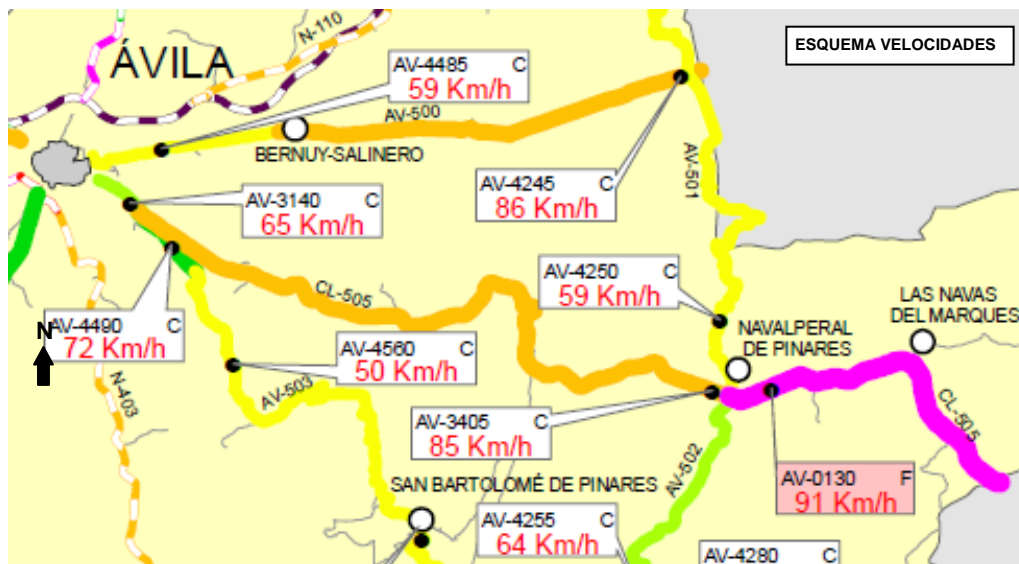 ESQUEMA VELOCIDADES
N-110
ÁVILA
AV-4485 C
59 Km/h
AV-500
BERNUY-SALINERO
AV-4245 C
86 Km/h
AV-501
AV-3140 C
65 Km/h
CL-505
AV-4250 C
59 Km/h
LAS NAVAS
DEL MARQUES
NAVALPERAL
DE PINARES
AV-4490 C
72 Km/h
N
AV-4560 C
50 Km/h
N-403
AV-503
AV-3405 C
85 Km/h
CL-505
AV-502
AV-0130 F
91 Km/h
SAN BARTOLOMÉ DE PINARES
AV-4255 C
64 Km/h
AV-4280 C